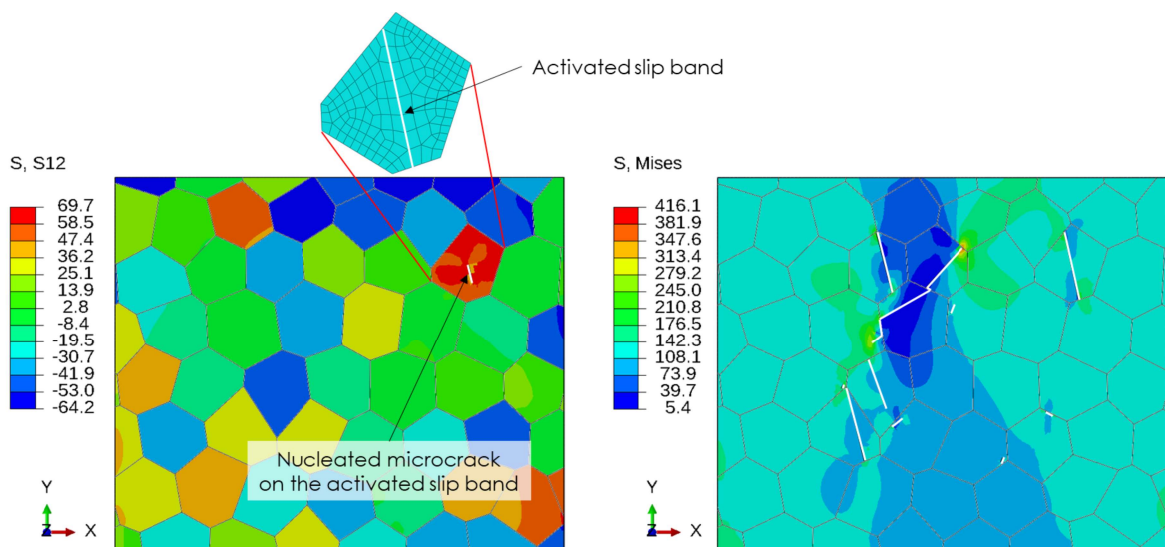 Activated slip band
S, S12
69.7
58.5
47.4
36.2
25.1
13.9
2.8
-8.4
-19.5
-30.7
-41.9
-53.0
-64.2
Nucleated microcrack
on the activated slip band
Y
Z
X
S, Mises
416.1
381.9
347.6
313.4
279.2
245.0
210.8
176.5
142.3
108.1
73.9
39.7
5.4
Y
Z
X